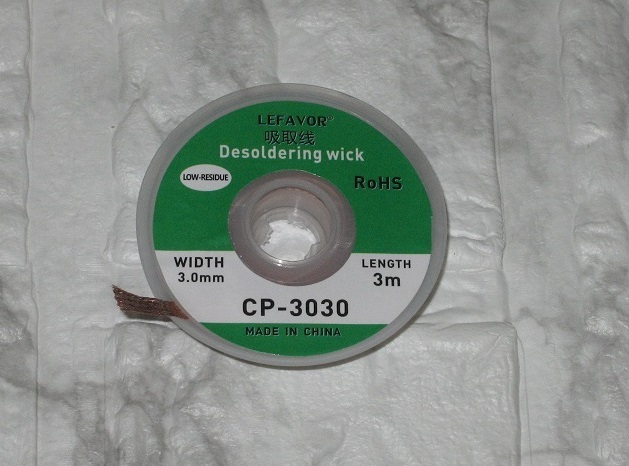 LEFAVOR®
吸取线
Desoldering wick
LOW-RESIDUE
RoHS
WIDTH
3.0mm
LENGTH
3m
CP-3030
MADE IN CHINA